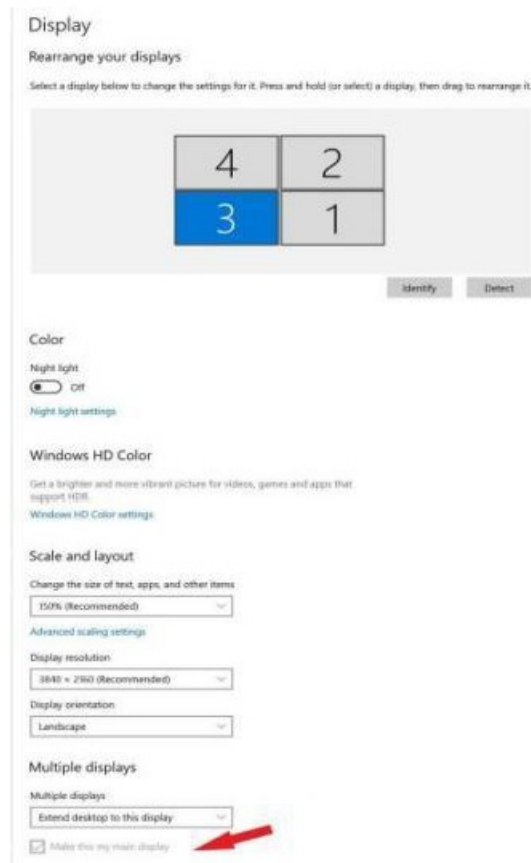 Display
Rearrange your displays
Select a display below to change the settings for it. Press and hold (or select) a display, then drag to rearrange it.
4 2
3 1
Identify Detect
Color
Night light
Off
Night light settings
Windows HD Color
Get a brighter and more vibrant picture for videos, games and apps that
support HDR.
Windows HD Color settings
Scale and layout
Change the size of text, apps, and other items
150% (Recommended)
Advanced scaling settings
Display resolution
3840 × 2160 (Recommended)
Display orientation
Landscape
Multiple displays
Multiple displays
Extend desktop to this display
Make this my main display